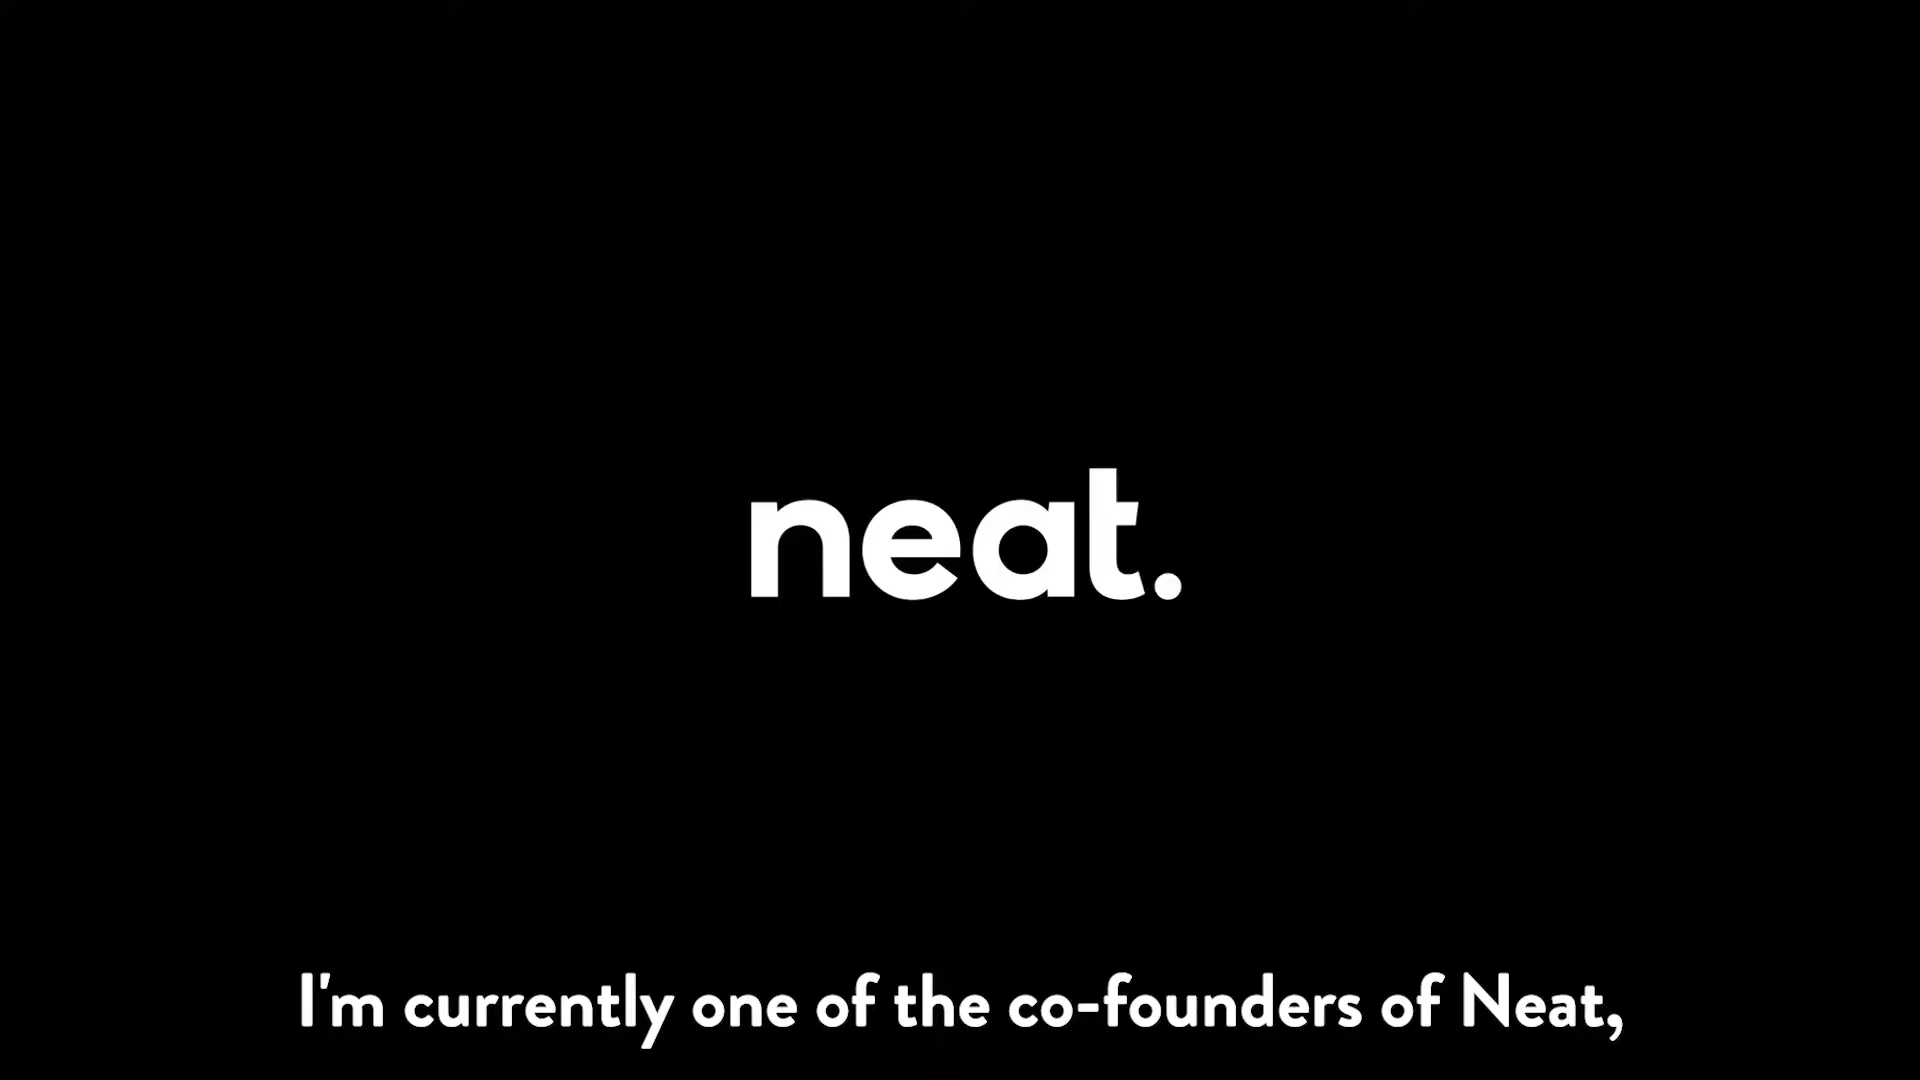 neat.
I'm currently one of the co-founders of Neat,